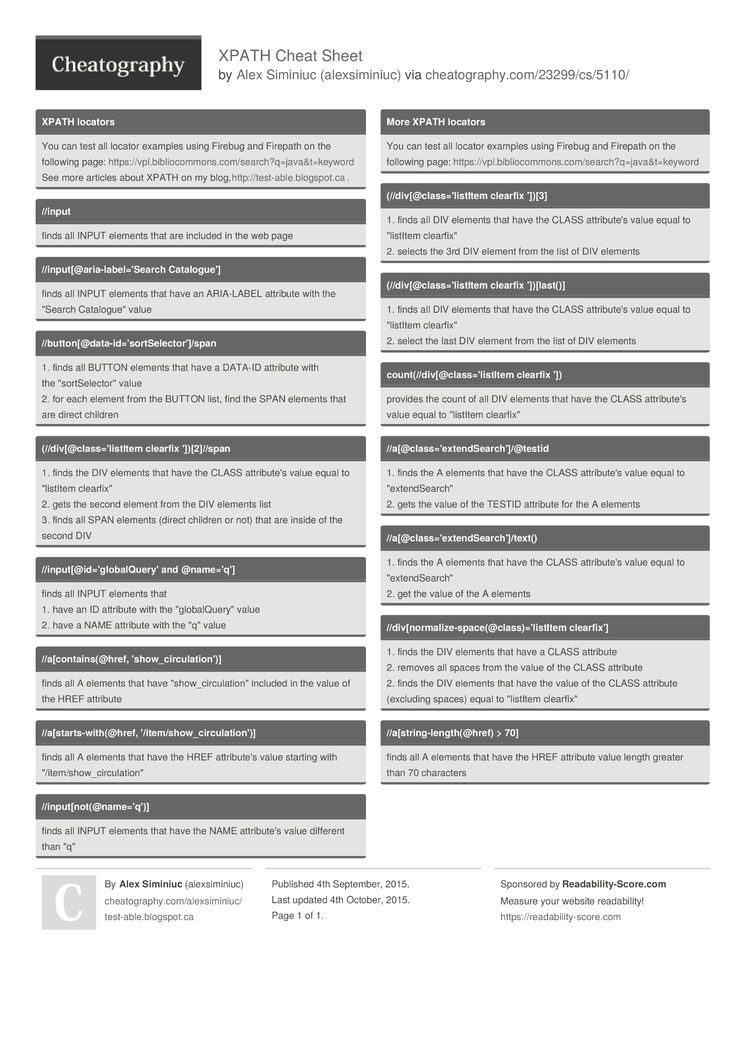 Cheatography
XPATH Cheat Sheet
by Alex Siminiuc (alexsiminiuc) via cheatography.com/23299/cs/5110/
XPATH locators
You can test all locator examples using Firebug and Firepath on the
following page: https://vpl.bibliocommons.com/search?q=java&t=keyword
See more articles about XPATH on my blog,http://test-able.blogspot.ca .
//input
finds all INPUT elements that are included in the web page
//input[@aria-label='Search Catalogue']
finds all INPUT elements that have an ARIA-LABEL attribute with the
"Search Catalogue" value
//button[@data-id='sortSelector']/span
1. finds all BUTTON elements that have a DATA-ID attribute with
the "sortSelector" value
2. for each element from the BUTTON list, find the SPAN elements that
are direct children
(//div[@class='listItem clearfix '])[2]//span
1. finds the DIV elements that have the CLASS attribute's value equal to
"listItem clearfix"
2. gets the second element from the DIV elements list
3. finds all SPAN elements (direct children or not) that are inside of the
second DIV
//input[@id='globalQuery' and @name='q']
finds all INPUT elements that
1. have an ID attribute with the "globalQuery" value
2. have a NAME attribute with the "q" value
//a[contains(@href, 'show_circulation')]
finds all A elements that have "show_circulation" included in the value of
the HREF attribute
//a[starts-with(@href, '/item/show_circulation')]
finds all A elements that have the HREF attribute's value starting with
"/item/show_circulation"
//input[not(@name='q')]
finds all INPUT elements that have the NAME attribute's value different
than "q"
More XPATH locators
You can test all locator examples using Firebug and Firepath on the
following page: https://vpl.bibliocommons.com/search?q=java&t=keyword
(//div[@class='listItem clearfix '])[3]
1. finds all DIV elements that have the CLASS attribute's value equal to
"listItem clearfix"
2. selects the 3rd DIV element from the list of DIV elements
(//div[@class='listItem clearfix '])[last()]
1. finds all DIV elements that have the CLASS attribute's value equal to
"listItem clearfix"
2. select the last DIV element from the list of DIV elements
count(//div[@class='listItem clearfix '])
provides the count of all DIV elements that have the CLASS attribute's
value equal to "listItem clearfix"
//a[@class='extendSearch']/@testid
1. finds the A elements that have the CLASS attribute's value equal to
"extendSearch"
2. gets the value of the TESTID attribute for the A elements
//a[@class='extendSearch']/text()
1. finds the A elements that have the CLASS attribute's value equal to
"extendSearch"
2. get the value of the A elements
//div[normalize-space(@class)='listItem clearfix']
1. finds the DIV elements that have a CLASS attribute
2. removes all spaces from the value of the CLASS attribute
2. finds the DIV elements that have the value of the CLASS attribute
(excluding spaces) equal to "listItem clearfix"
//a[string-length(@href) > 70]
finds all A elements that have the HREF attribute value length greater
than 70 characters
C
By Alex Siminiuc (alexsiminiuc)
cheatography.com/alexsiminiuc/
test-able.blogspot.ca
Published 4th September, 2015.
Last updated 4th October, 2015.
Page 1 of 1.
Sponsored by Readability-Score.com
Measure your website readability!
https://readability-score.com